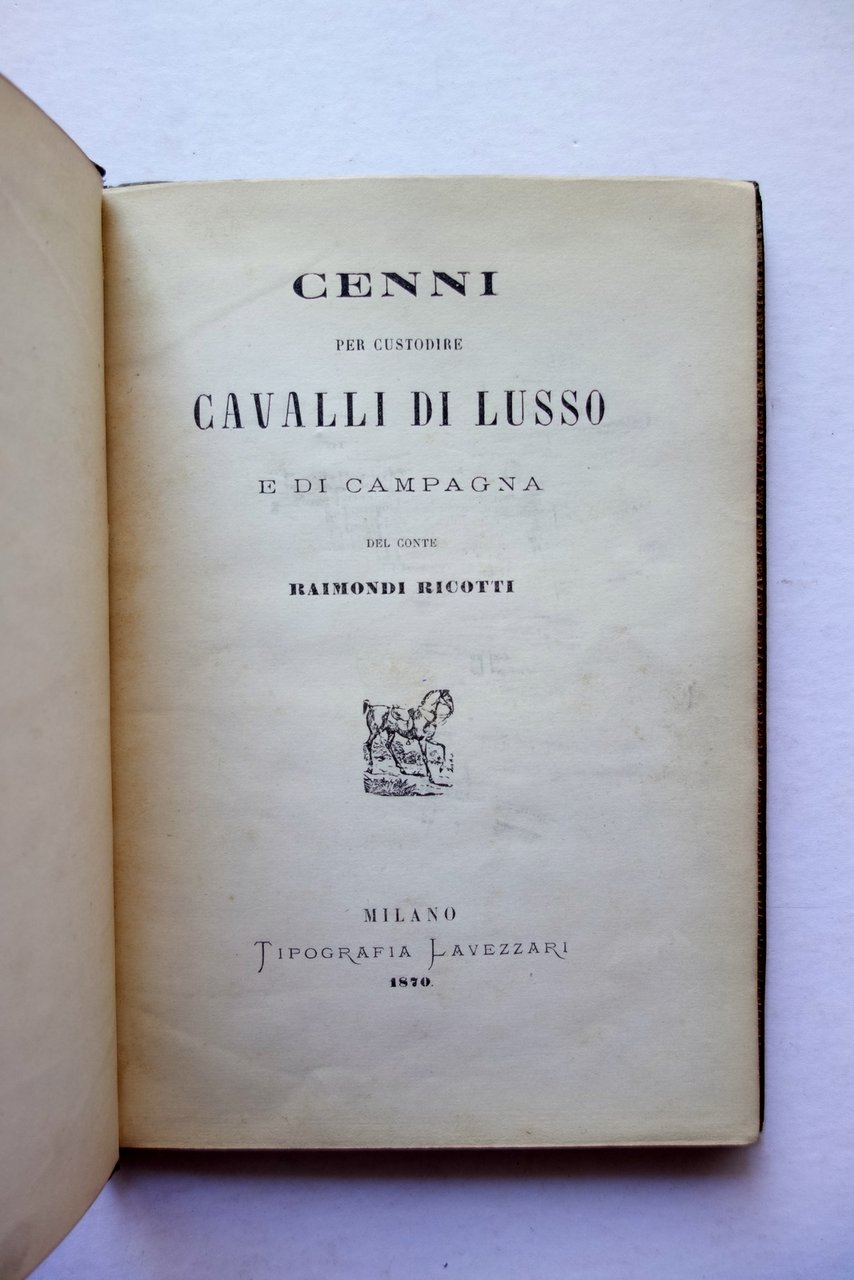 CENNI
PER CUSTODIRE
CAVALLI DI LUSSO
E DI CAMPAGNA
DEL CONTE
RAIMONDI RICOTTI
MILANO
TIPOGRAFIA LAVEZZARI
1870.